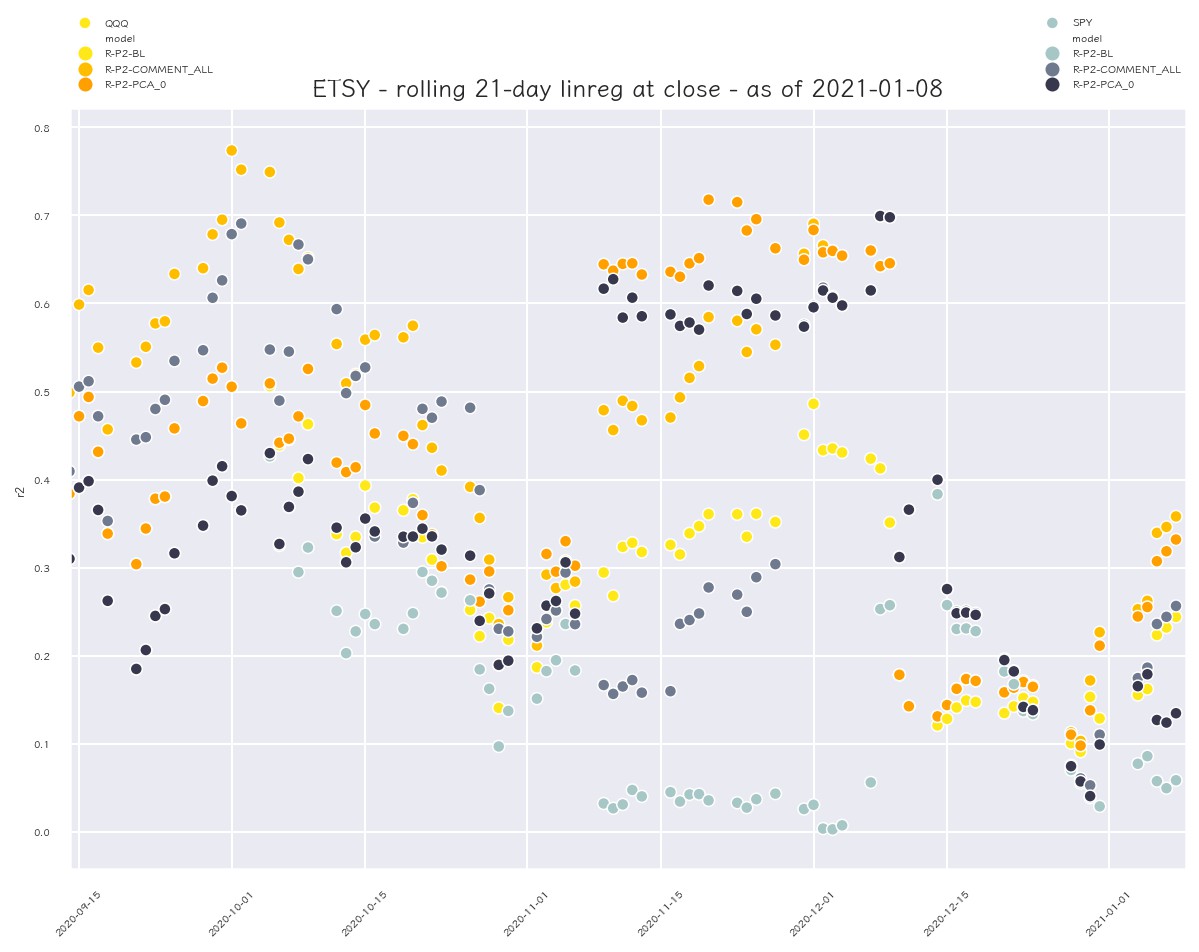 QQQ
model
R-P2-BL
R-P2-COMMENT_ALL
R-P2-PCA_0
SPY
model
R-P2-BL
R-P2-COMMENT_ALL
R-P2-PCA_0
ETSY - rolling 21-day linreg at close - as of 2021-01-08
0.8
0.7
0.6
0.5
0.4
0.3
0.2
0.1
0.0
r2
2020-09-15
2020-10-01
2020-10-15
2020-11-01
2020-11-15
2020-12-01
2020-12-15
2021-01-01